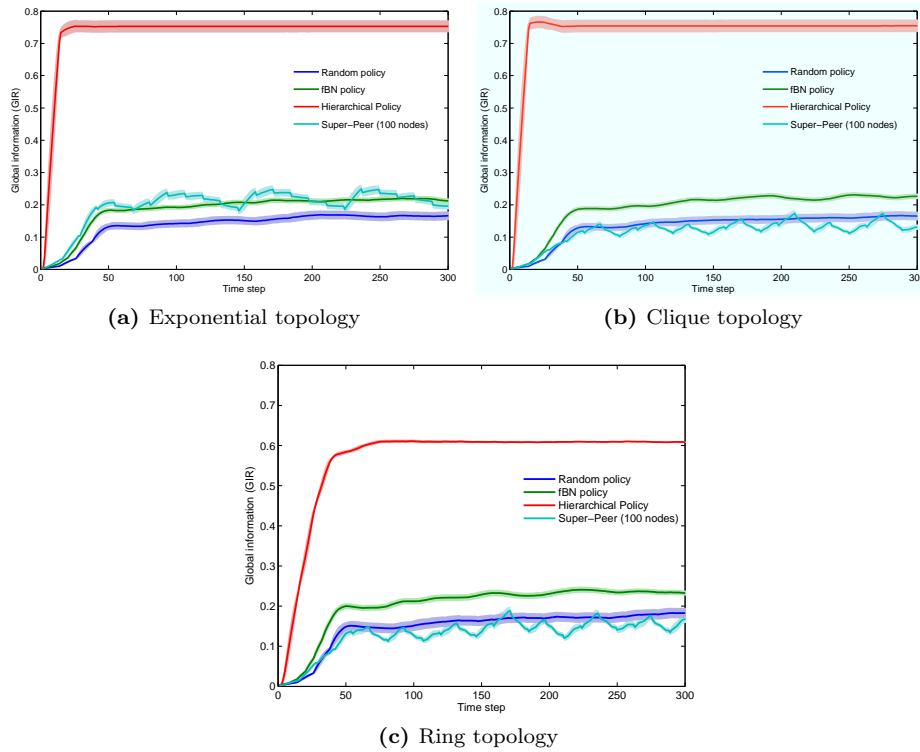 0.8
0.7
0.6
0.5
0.4
0.3
0.2
0.1
0
Global information (GIR)
Random policy
fBN policy
Hierarchical Policy
Super-Peer (100 nodes)
0 50 100 150 200 250 300
Time step
(a) Exponential topology
0.8
0.7
0.6
0.5
0.4
0.3
0.2
0.1
0
Global information (GIR)
Random policy
fBN policy
Hierarchical Policy
Super-Peer (100 nodes)
0 50 100 150 200 250 300
Time step
(b) Clique topology
0.8
0.7
0.6
0.5
0.4
0.3
0.2
0.1
0
Global information (GIR)
Random policy
fBN policy
Hierarchical Policy
Super-Peer (100 nodes)
0 50 100 150 200 250 300
Time step
(c) Ring topology